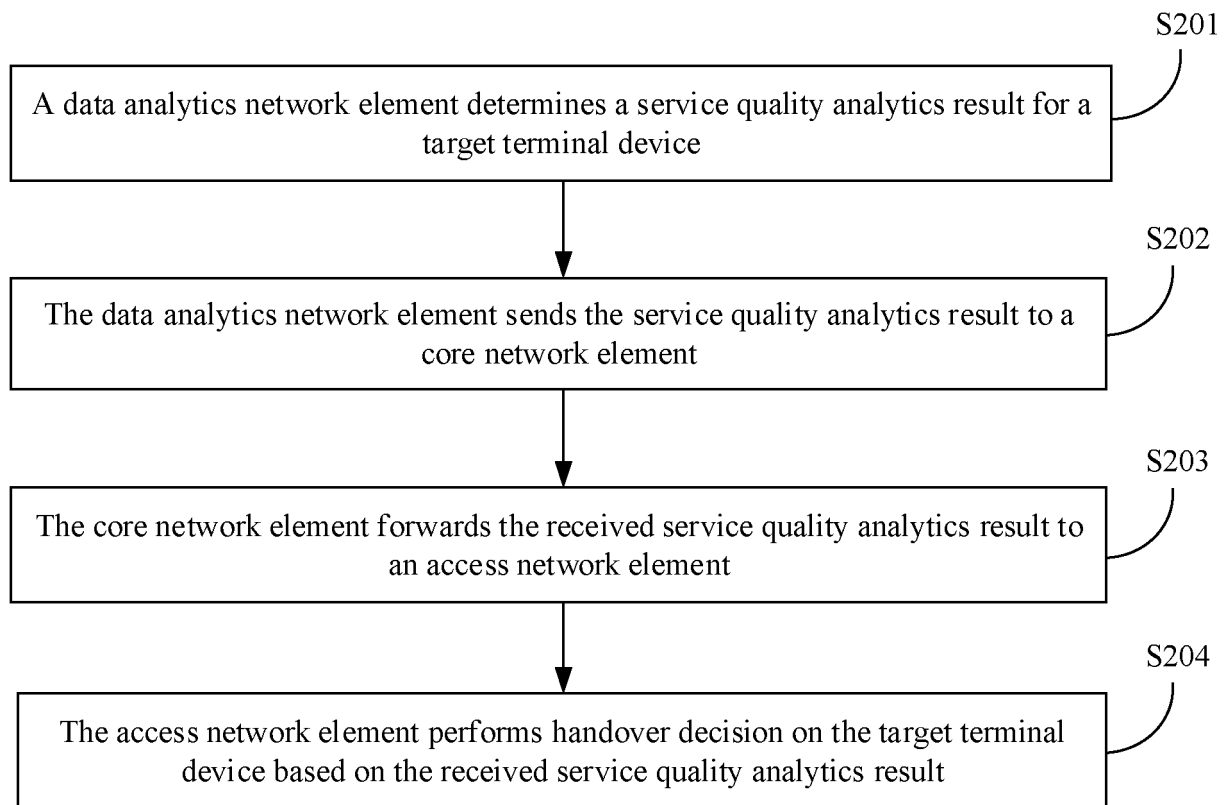 S201
A data analytics network element determines a service quality analytics result for a
target terminal device
S202
The data analytics network element sends the service quality analytics result to a
core network element
S203
The core network element forwards the received service quality analytics result to
an access network element
S204
The access network element performs handover decision on the target terminal
device based on the received service quality analytics result